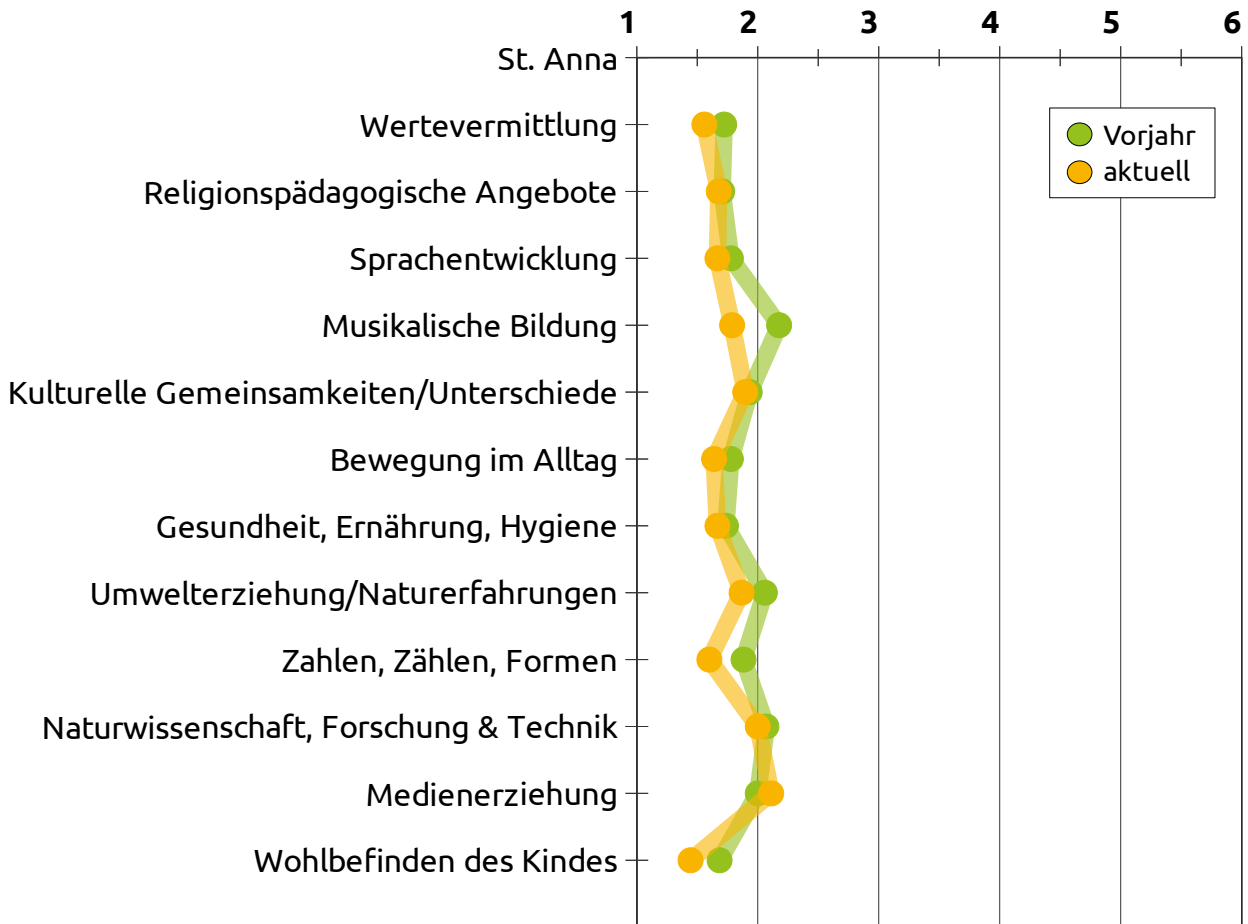 1 2 3 4 5 6
St. Anna
Wertevermittlung
Vorjahr
aktuell
Religionspädagogische Angebote
Sprachentwicklung
Musikalische Bildung
Kulturelle Gemeinsamkeiten/Unterschiede
Bewegung im Alltag
Gesundheit, Ernährung, Hygiene
Umwelterziehung/Naturerfahrungen
Zahlen, Zählen, Formen
Naturwissenschaft, Forschung & Technik
Medienerziehung
Wohlbefinden des Kindes